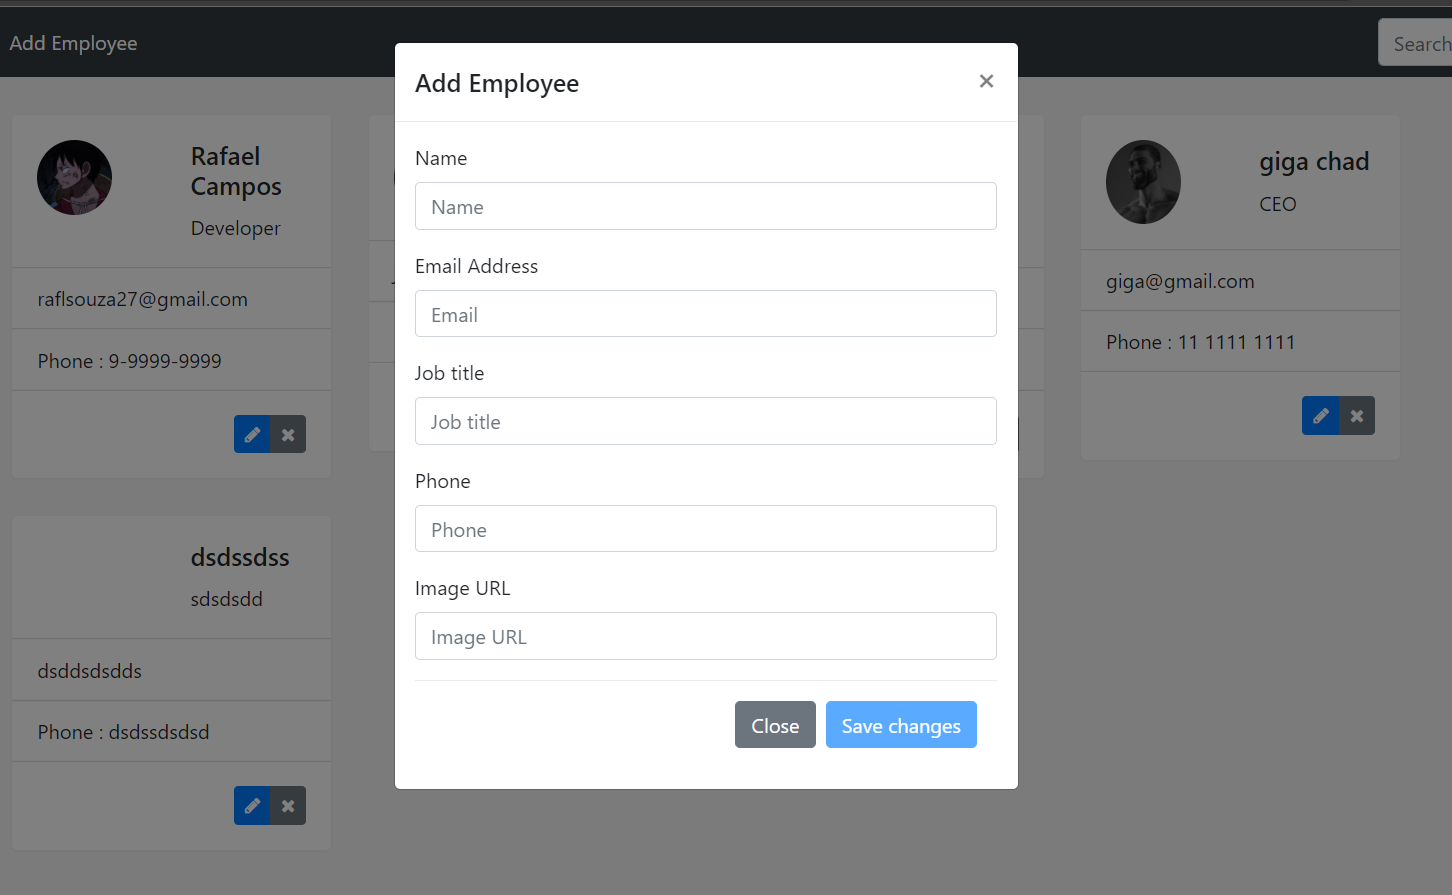 Add Employee
Search
Add Employee
×
Name
Name
Email Address
Email
Job title
Job title
Phone
Phone
Image URL
Image URL
Close
Save changes
Rafael
Campos
Developer
raflsouza27@gmail.com
Phone : 9-9999-9999
giga chad
CEO
giga@gmail.com
Phone : 11 1111 1111
dsdssdss
sdsdsdd
dsddsdsdds
Phone : dsdssdsdsd